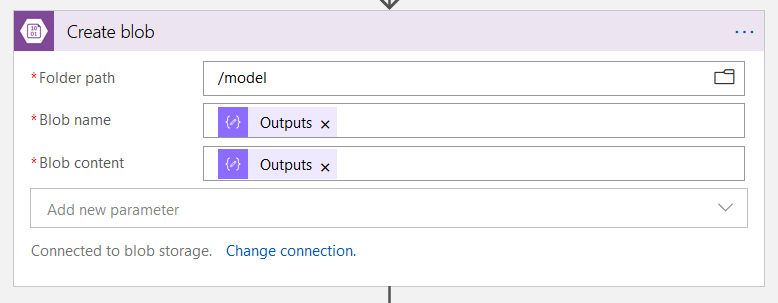 Create blob ...
*Folder path /model
*Blob name Outputs ×
*Blob content Outputs ×
Add new parameter
Connected to blob storage. Change connection.